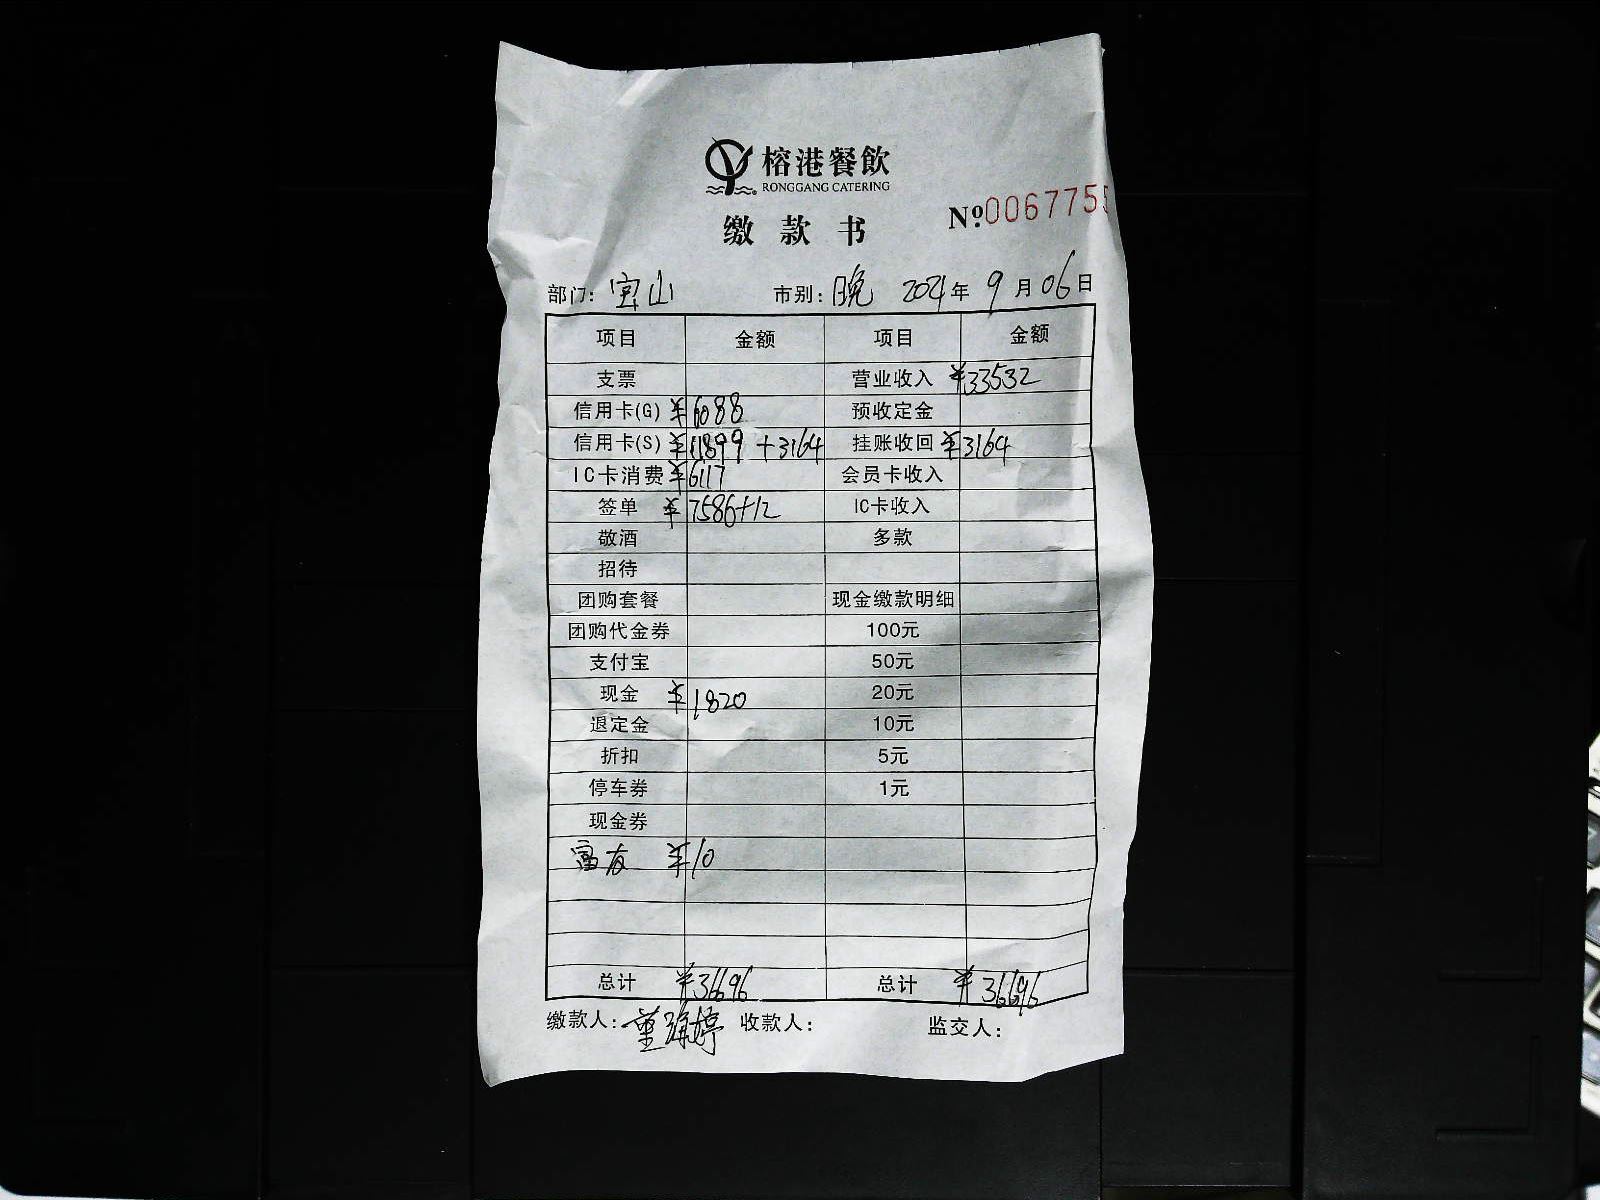 榕港餐飲
RONGGANG CATERING
缴款书 №0067755
部门：宝山 市别：晚 2021年9月06日
项目 金额 项目 金额
支票 营业收入 ¥33532
信用卡(G) ¥6088 预收定金
信用卡(S) ¥11899+3164 挂账收回 ¥3164
IC卡消费 ¥6117 会员卡收入
签单 ¥7586+12 IC卡收入
敬酒 多款
招待
团购套餐 现金缴款明细
团购代金券 100元
支付宝 50元
现金 ¥1820 20元
退定金 10元
折扣 5元
停车券 1元
现金券
富友 ¥10
总计 ¥36696 总计 ¥36696
缴款人： 收款人： 监交人：